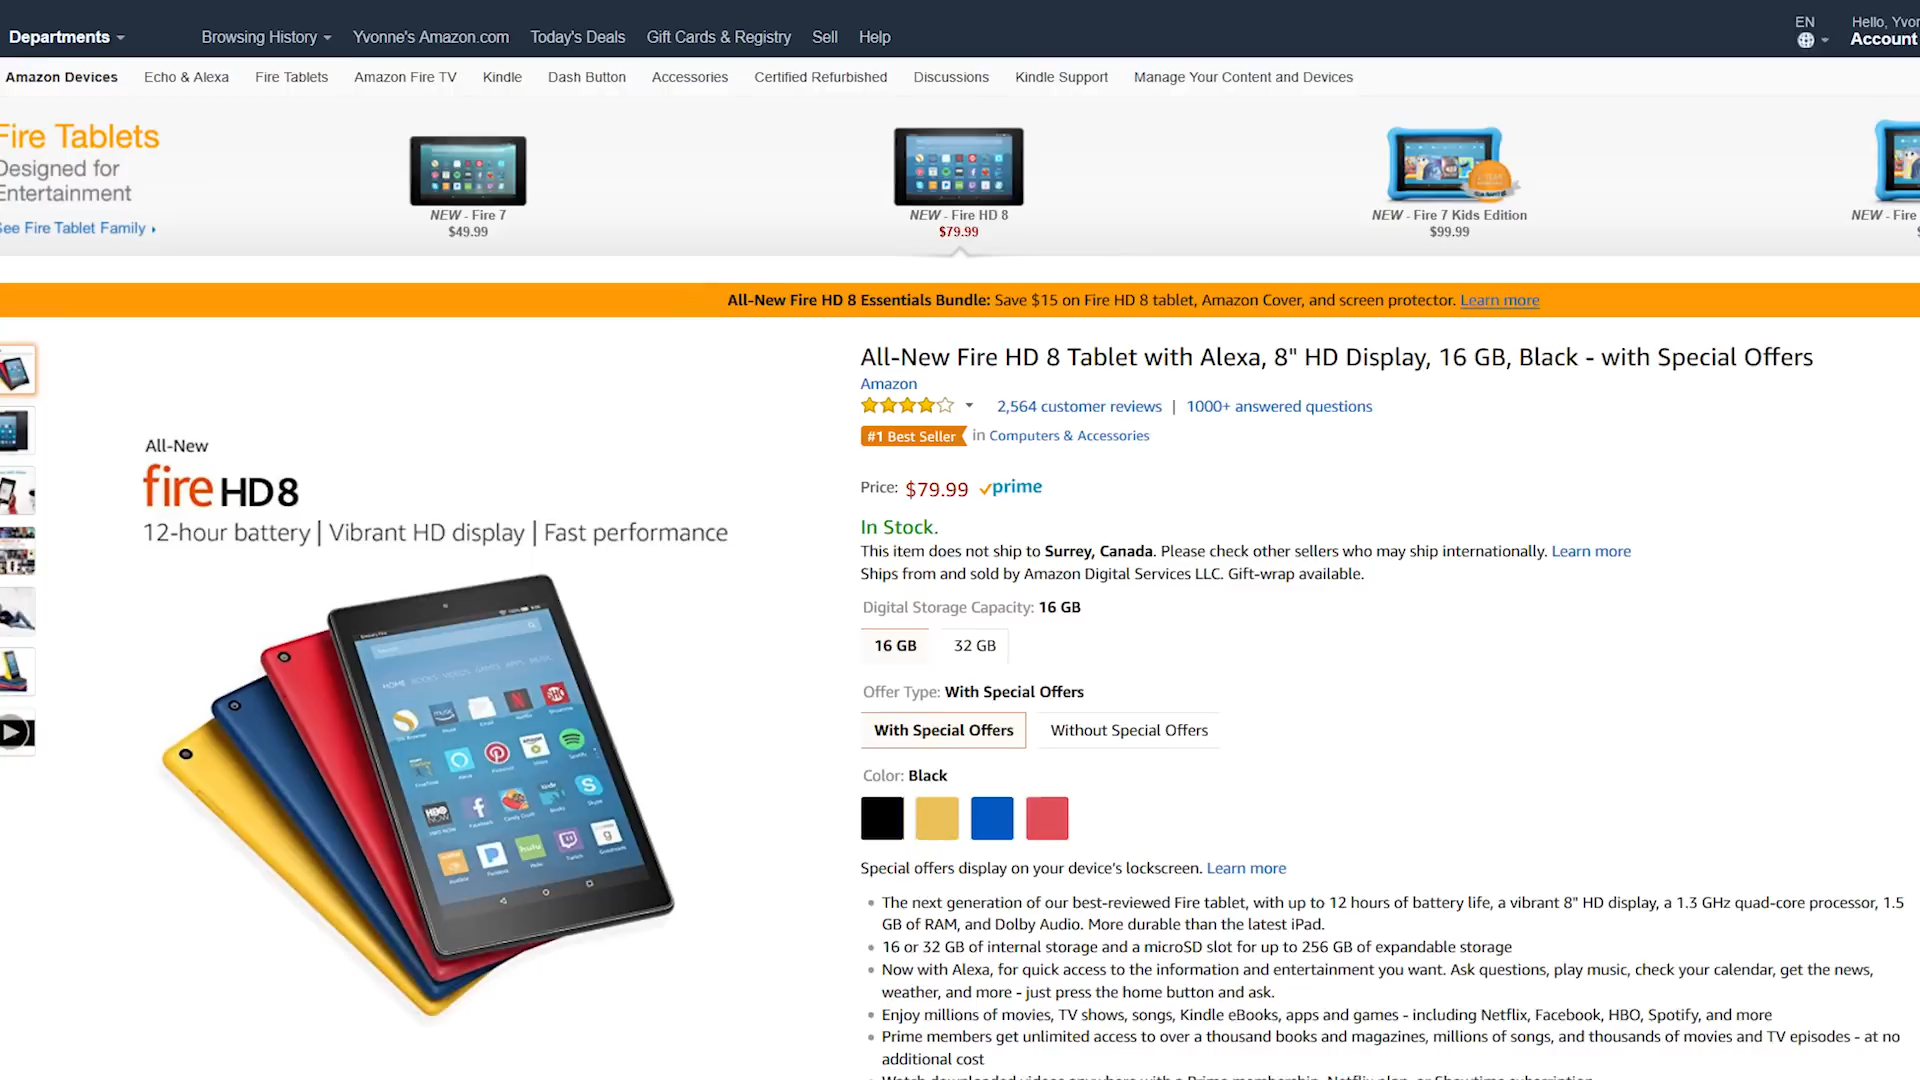 Departments
Browsing History
Yvonne's Amazon.com
Today's Deals
Gift Cards & Registry
Sell
Help
EN
Hello,
Account
Amazon Devices
Echo & Alexa
Fire Tablets
Amazon Fire TV
Kindle
Dash Button
Accessories
Certified Refurbished
Discussions
Kindle Support
Manage Your Content and Devices
Fire Tablets
Designed for
Entertainment
See Fire Tablet Family
NEW - Fire 7
$49.99
NEW - Fire HD 8
$79.99
NEW - Fire 7 Kids Edition
$99.99
NEW - Fire
All-New Fire HD 8 Essentials Bundle: Save $15 on Fire HD 8 tablet, Amazon Cover, and screen protector. Learn more
All-New
fire HD 8
12-hour battery | Vibrant HD display | Fast performance
All-New Fire HD 8 Tablet with Alexa, 8" HD Display, 16 GB, Black - with Special Offers
Amazon
2,564 customer reviews | 1000+ answered questions
#1 Best Seller in Computers & Accessories
Price: $79.99 prime
In Stock.
This item does not ship to Surrey, Canada. Please check other sellers who may ship internationally. Learn more
Ships from and sold by Amazon Digital Services LLC. Gift-wrap available.
Digital Storage Capacity: 16 GB
16 GB
32 GB
Offer Type: With Special Offers
With Special Offers
Without Special Offers
Color: Black
Special offers display on your device's lockscreen. Learn more
The next generation of our best-reviewed Fire tablet, with up to 12 hours of battery life, a vibrant 8" HD display, a 1.3 GHz quad-core processor, 1.5
GB of RAM, and Dolby Audio. More durable than the latest iPad.
16 or 32 GB of internal storage and a microSD slot for up to 256 GB of expandable storage
Now with Alexa, for quick access to the information and entertainment you want. Ask questions, play music, check your calendar, get the news,
weather, and more - just press the home button and ask.
Enjoy millions of movies, TV shows, songs, Kindle eBooks, apps and games - including Netflix, Facebook, HBO, Spotify, and more
Prime members get unlimited access to over a thousand books and magazines, millions of songs, and thousands of movies and TV episodes - at no
additional cost